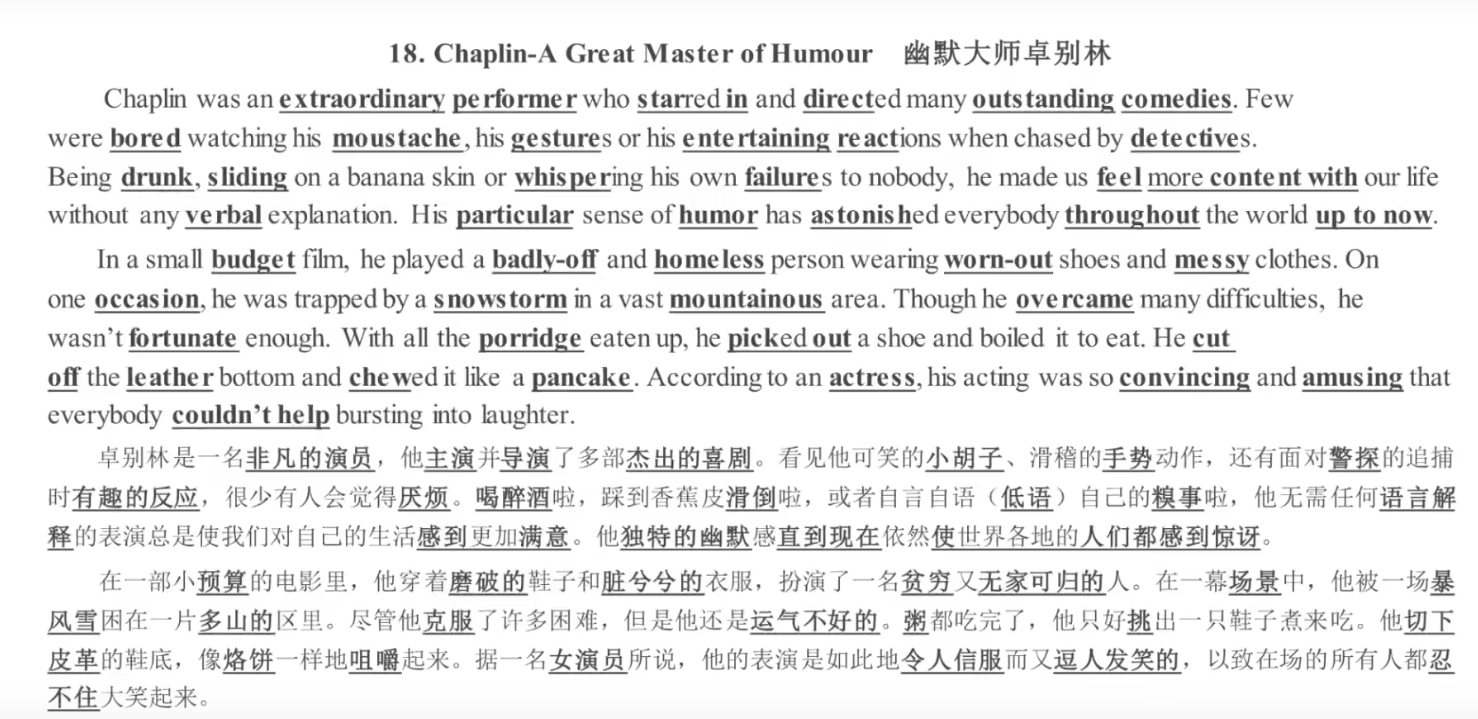 18. Chaplin-A Great Master of Humour 幽默大师卓别林
Chaplin was an extraordinary performer who starred in and directed many outstanding comedies. Few
were bored watching his moustache, his gestures or his entertaining reactions when chased by detectives.
Being drunk, sliding on a banana skin or whispering his own failures to nobody, he made us feel more content with our life
without any verbal explanation. His particular sense of humor has astonished everybody throughout the world up to now.
In a small budget film, he played a badly-off and homeless person wearing worn-out shoes and messy clothes. On
one occasion, he was trapped by a snowstorm in a vast mountainous area. Though he overcame many difficulties, he
wasn't fortunate enough. With all the porridge eaten up, he picked out a shoe and boiled it to eat. He cut
off the leather bottom and chewed it like a pancake. According to an actress, his acting was so convincing and amusing that
everybody couldn't help bursting into laughter.
卓别林是一名非凡的演员，他主演并导演了多部杰出的喜剧。看见他可笑的小胡子、滑稽的手势动作，还有面对警探的追捕
时有趣的反应，很少有人会觉得厌烦。喝醉酒啦，踩到香蕉皮滑倒啦，或者自言自语（低语）自己的糗事啦，他无需任何语言解
释的表演总是使我们对自己的生活感到更加满意。他独特的幽默感直到现在依然使世界各地的人们都感到惊讶。
在一部小预算的电影里，他穿着磨破的鞋子和脏兮兮的衣服，扮演了一名贫穷又无家可归的人。在一幕场景中，他被一场暴
风雪困在一片多山的区里。尽管他克服了许多困难，但是他还是运气不好的。粥都吃完了，他只好挑出一只鞋子煮来吃。他切下
皮革的鞋底，像烙饼一样地咀嚼起来。据一名女演员所说，他的表演是如此地令人信服而又逗人发笑的，以致在场的所有人都忍
不住大笑起来。